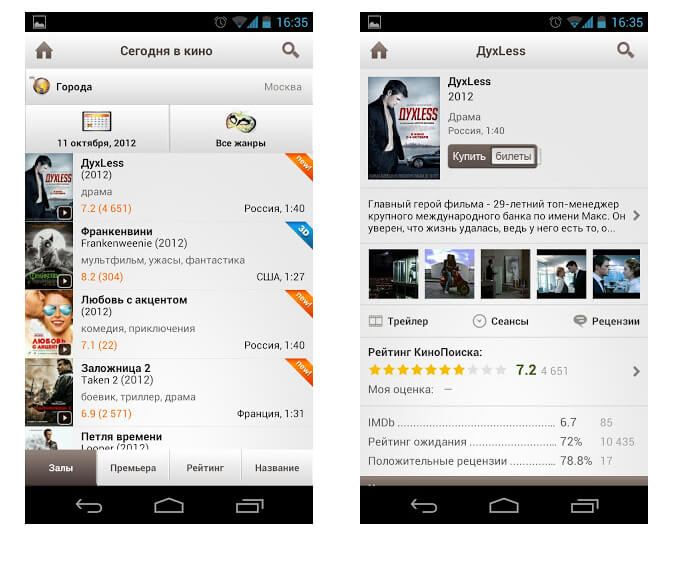 16:35
Сегодня в кино
Города
Москва
11 октября, 2012
Все жанры
ДухLess
(2012)
драма
7.2 (4 651)
Россия, 1:40
new!
Франкенвини
Frankenweenie (2012)
мультфильм, ужасы, фантастика
8.2 (304)
США, 1:27
3D
Любовь с акцентом
(2012)
комедия, приключения
7.1 (22)
Россия, 1:40
new!
ЛЮБОВЬ
С АКЦЕНТОМ
Заложница 2
Taken 2 (2012)
боевик, триллер, драма
6.9 (2 571)
Франция, 1:31
new!
Петля времени
Looper (2012)
Залы
Премьера
Рейтинг
Название
16:35
ДухLess
ДУХLESS
ДухLess
2012
Драма
Россия, 1:40
Купить билеты
Главный герой фильма - 29-летний топ-менеджер
крупного международного банка по имени Макс. Он
уверен, что жизнь удалась, ведь у него есть то, о...
Трейлер
Сеансы
Рецензии
Рейтинг КиноПоиска:
7.2 4 651
Моя оценка: —
IMDb 6.7 85
Рейтинг ожидания 72% 10 435
Положительные рецензии 78.8% 17